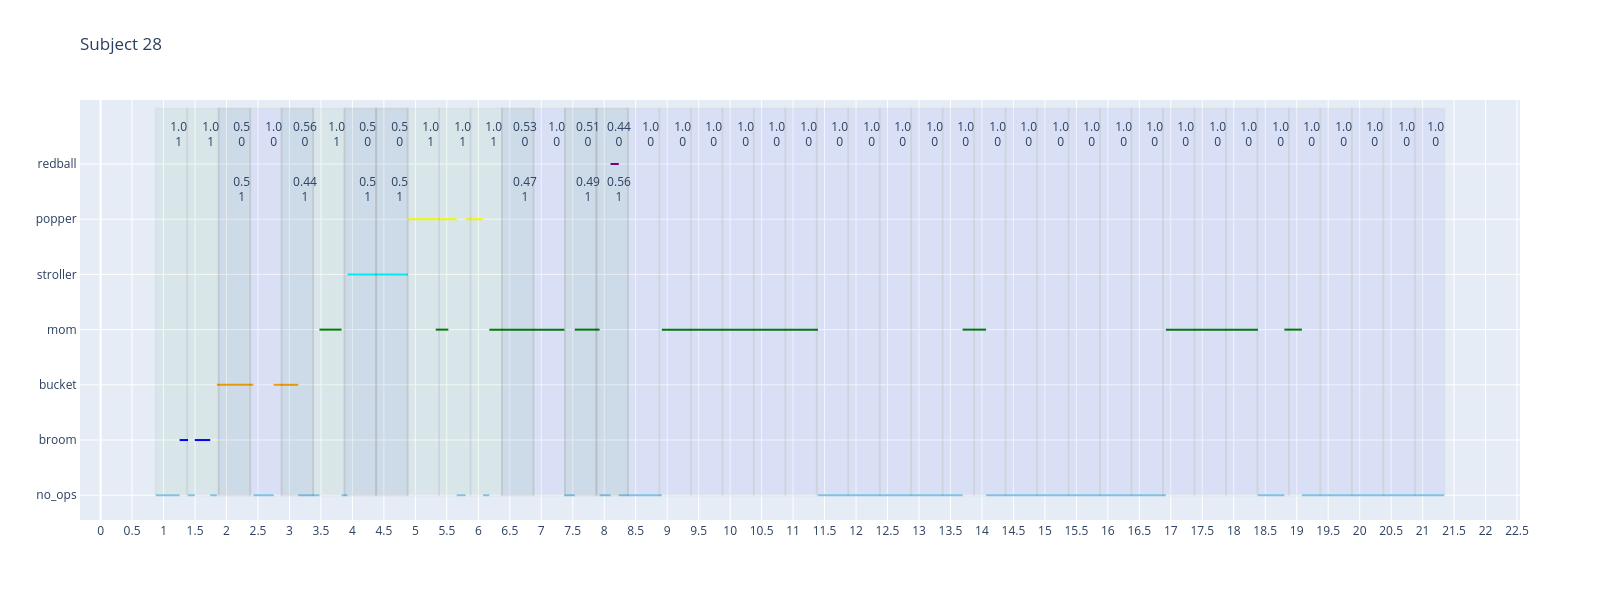 Subject 28
1.0 1.0 0.5 1.0 0.56 1.0 0.5 0.5 1.0 1.0 1.0 0.53 1.0 0.51 0.44 1.0 1.0 1.0 1.0 1.0 1.0 1.0 1.0 1.0 1.0 1.0 1.0 1.0 1.0 1.0 1.0 1.0 1.0 1.0 1.0 1.0 1.0 1.0 1.0 1.0 1.0
1 1 0 0 0 1 0 0 1 1 1 0 0 0 0 0 0 0 0 0 0 0 0 0 0 0 0 0 0 0 0 0 0 0 0 0 0 0 0 0 0
redball
0.5 0.44 0.5 0.5 0.47 0.49 0.56
1 1 1 1 1 1 1
popper
stroller
mom
bucket
broom
no_ops
0 0.5 1 1.5 2 2.5 3 3.5 4 4.5 5 5.5 6 6.5 7 7.5 8 8.5 9 9.5 10 10.5 11 11.5 12 12.5 13 13.5 14 14.5 15 15.5 16 16.5 17 17.5 18 18.5 19 19.5 20 20.5 21 21.5 22 22.5